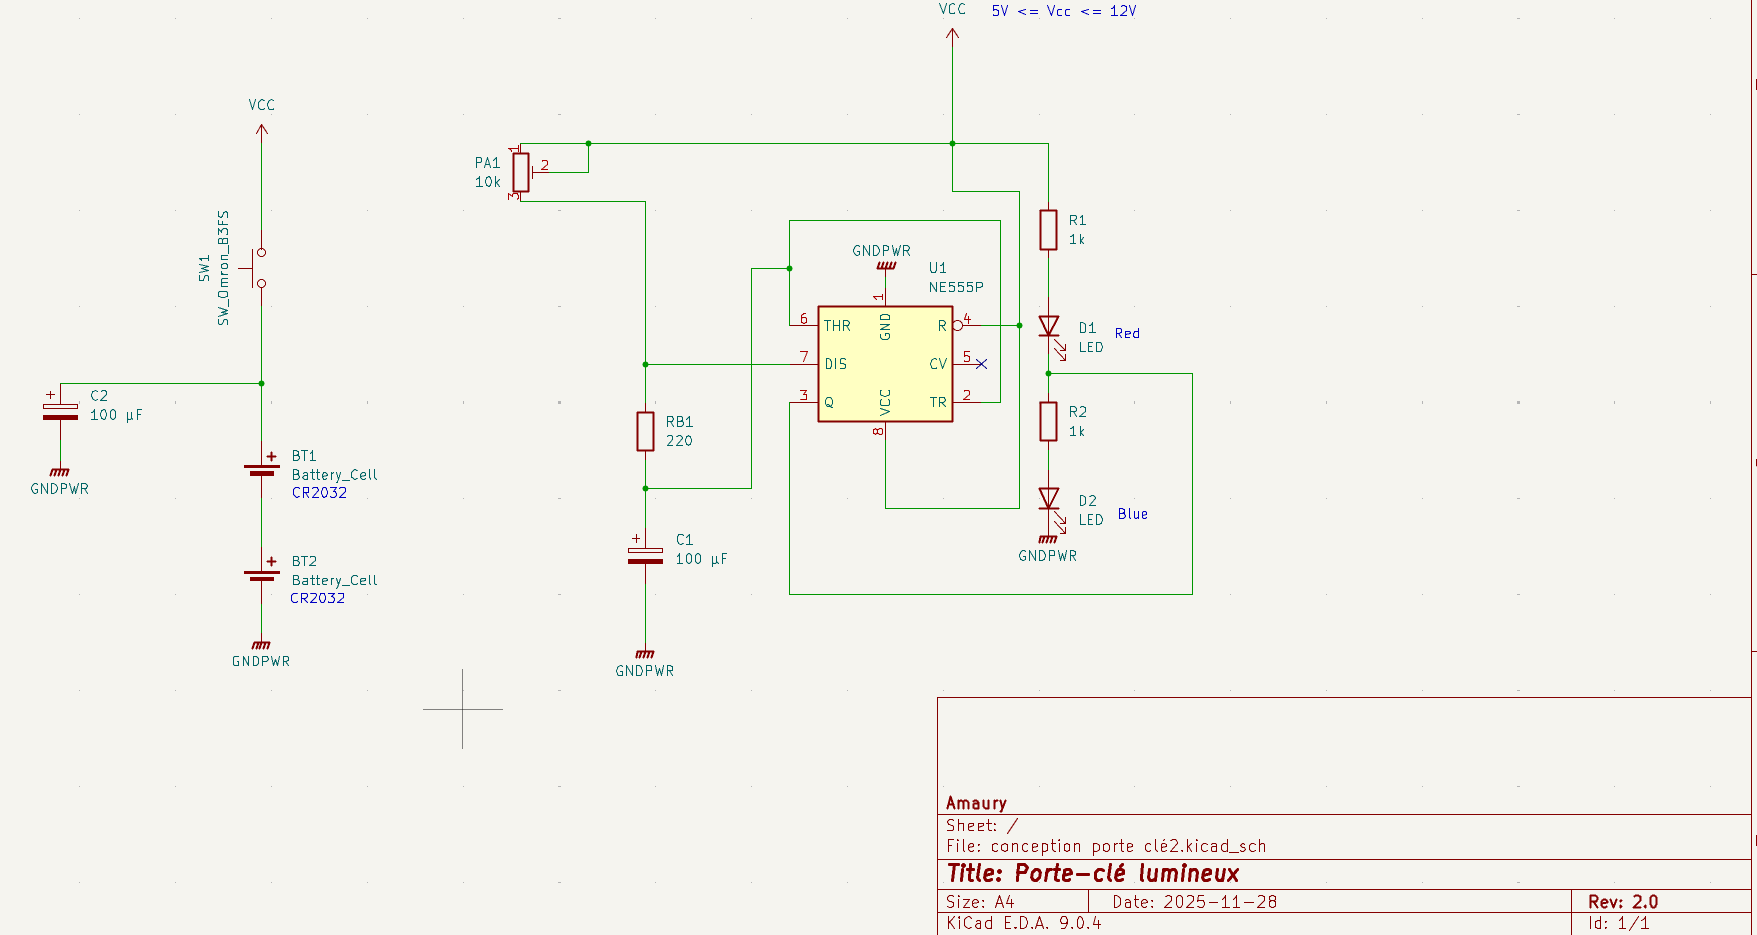 VCC
5V <= Vcc <= 12V
VCC
SW1
SW_Omron_B3FS
C2
100 µF
+
GNDPWR
+
BT1
Battery_Cell
CR2032
+
BT2
Battery_Cell
CR2032
GNDPWR
PA1
10k
1
2
3
RB1
220
+
C1
100 µF
GNDPWR
GNDPWR
U1
NE555P
1
GND
6
THR
R
4
7
DIS
CV
5
3
Q
VCC
TR
2
8
R1
1k
D1
LED
Red
R2
1k
D2
LED
Blue
GNDPWR
Amaury
Sheet: /
File: conception porte clé2.kicad_sch
Title: Porte-clé lumineux
Size: A4
Date: 2025-11-28
Rev: 2.0
KiCad E.D.A. 9.0.4
Id: 1/1